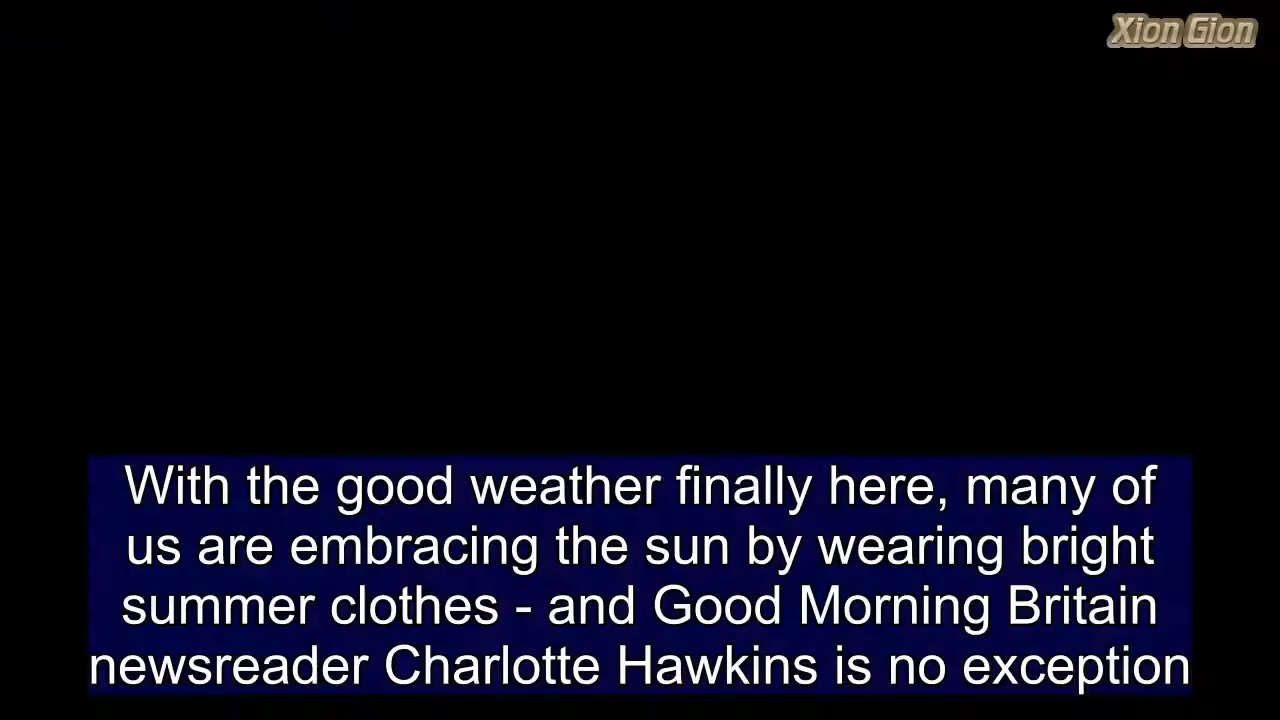 Xion Gion
With the good weather finally here, many of
us are embracing the sun by wearing bright
summer clothes - and Good Morning Britain
newsreader Charlotte Hawkins is no exception